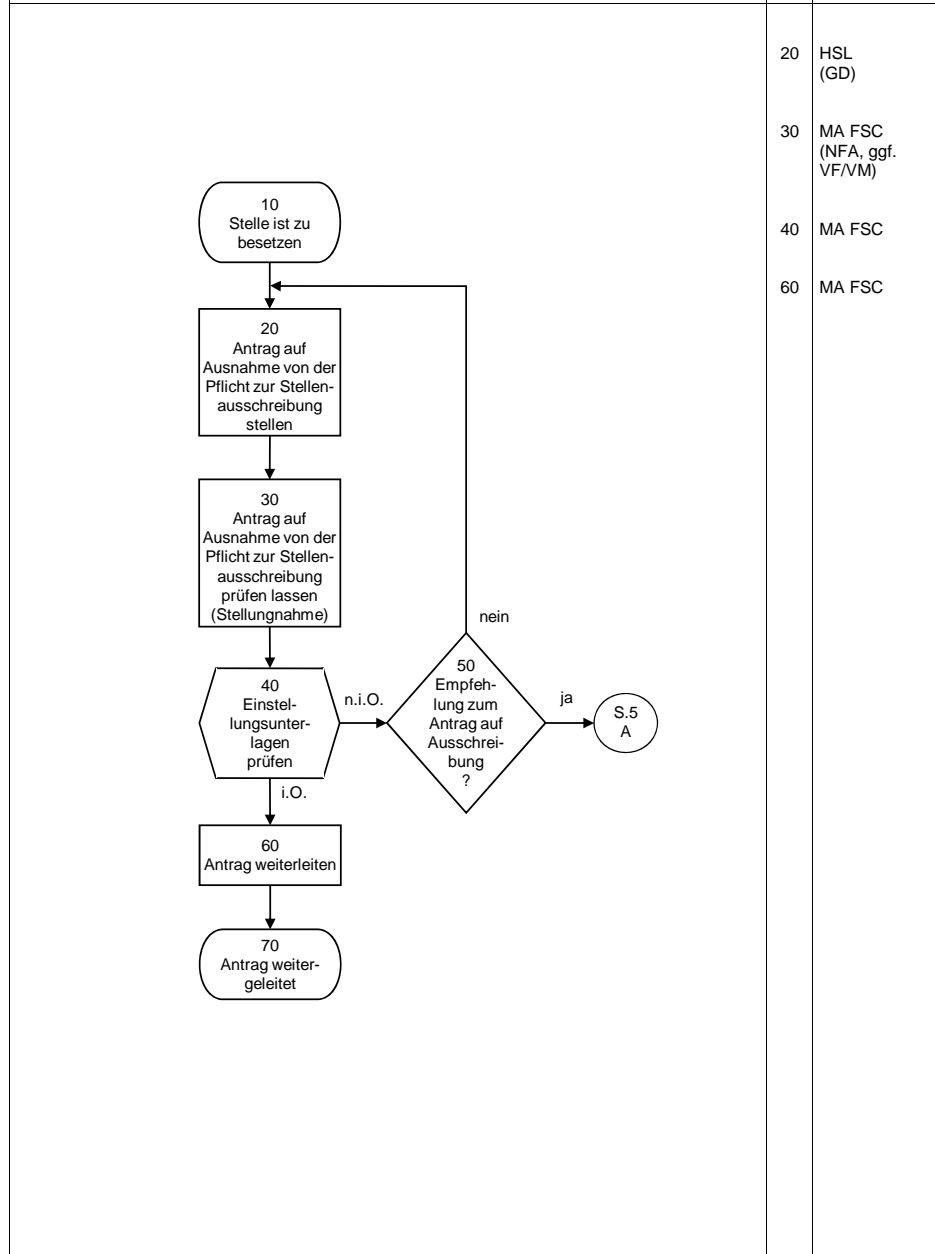 10
Stelle ist zu
besetzen
20
Antrag auf
Ausnahme von der
Pflicht zur Stellen-
ausschreibung
stellen
30
Antrag auf
Ausnahme von der
Pflicht zur Stellen-
ausschreibung
prüfen lassen
(Stellungnahme)
nein
40
Einstel-
lungsunter-
lagen
prüfen
n.i.O.
50
Empfeh-
lung zum
Antrag auf
Ausschrei-
bung
?
ja
S.5
A
i.O.
60
Antrag weiterleiten
70
Antrag weiter-
geleitet
20 HSL
(GD)
30 MA FSC
(NFA, ggf.
VF/VM)
40 MA FSC
60 MA FSC